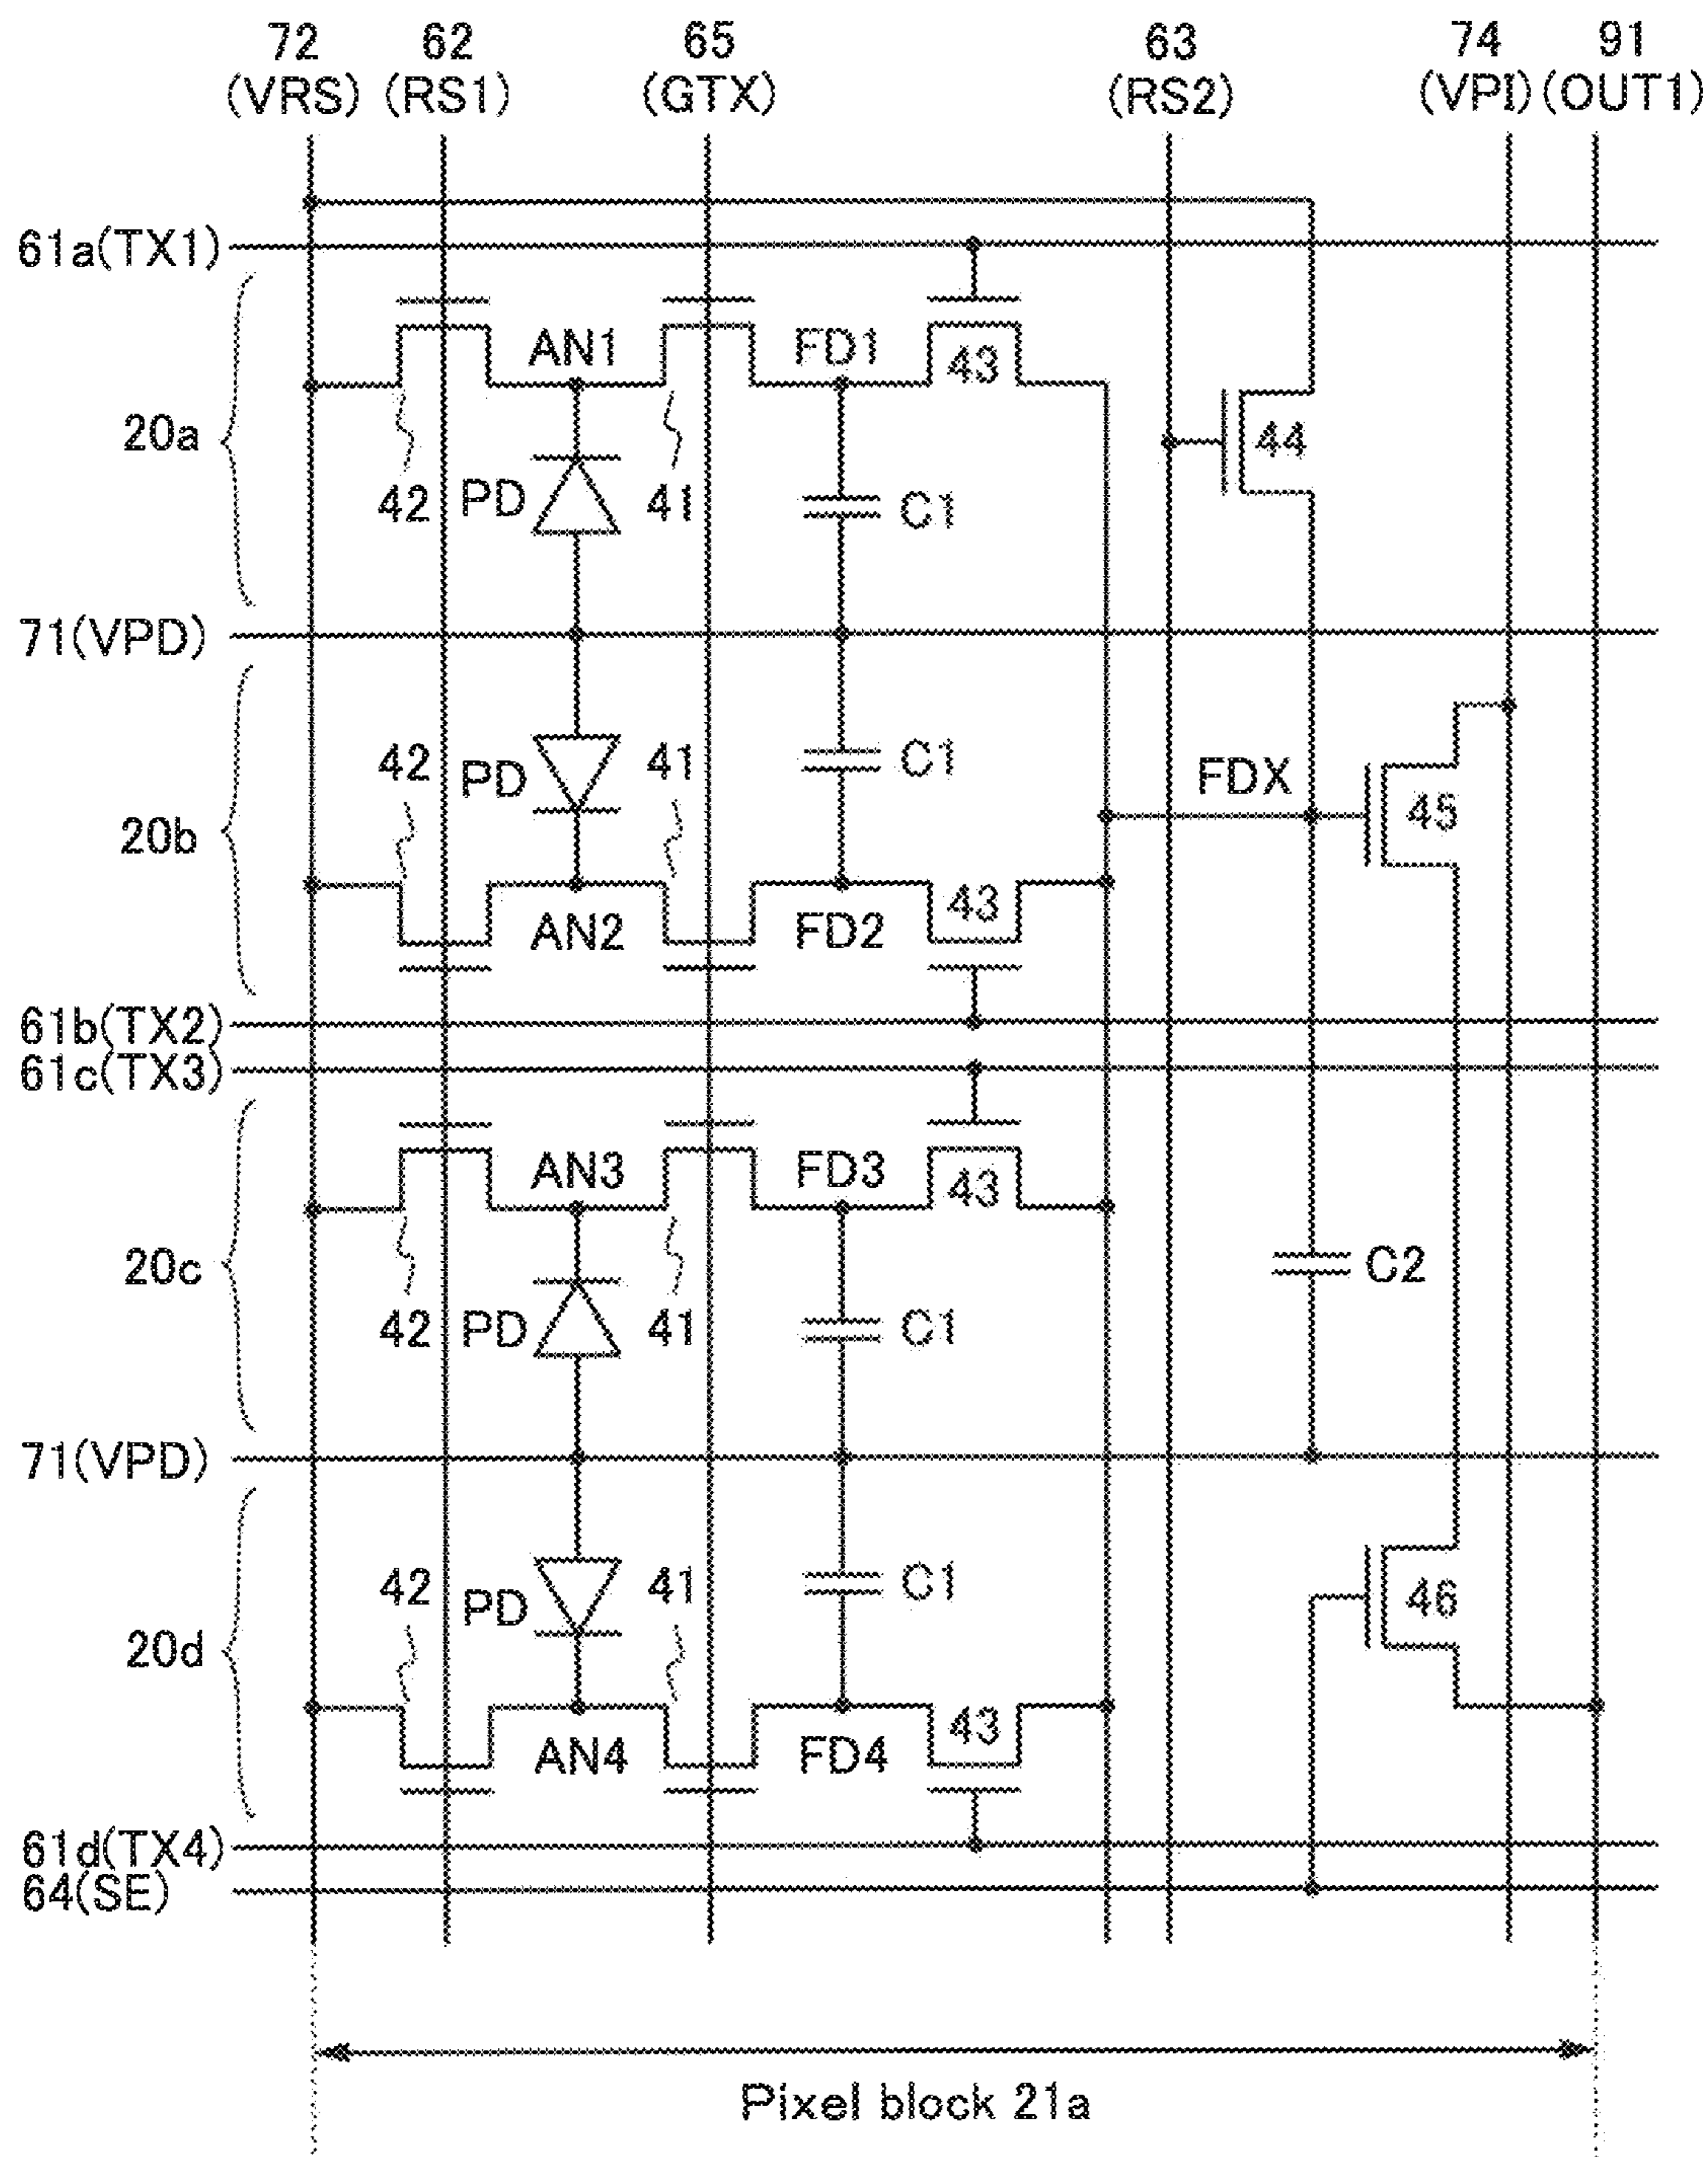 72 62 65 63 74 91
(VRS) (RS1) (GTX) (RS2) (VPI) (OUT1)
61a(TX1)
AN1 FD1 43
20a 44
42 PD 41 C1
71(VPD)
42 PD 41 C1 FDX
20b 45
AN2 FD2 43
61b(TX2)
61c(TX3)
AN3 FD3 43
20c C2
42 PD 41 C1
71(VPD)
42 PD 41 C1 46
20d
AN4 FD4 43
61d(TX4)
64(SE)
Pixel block 21a